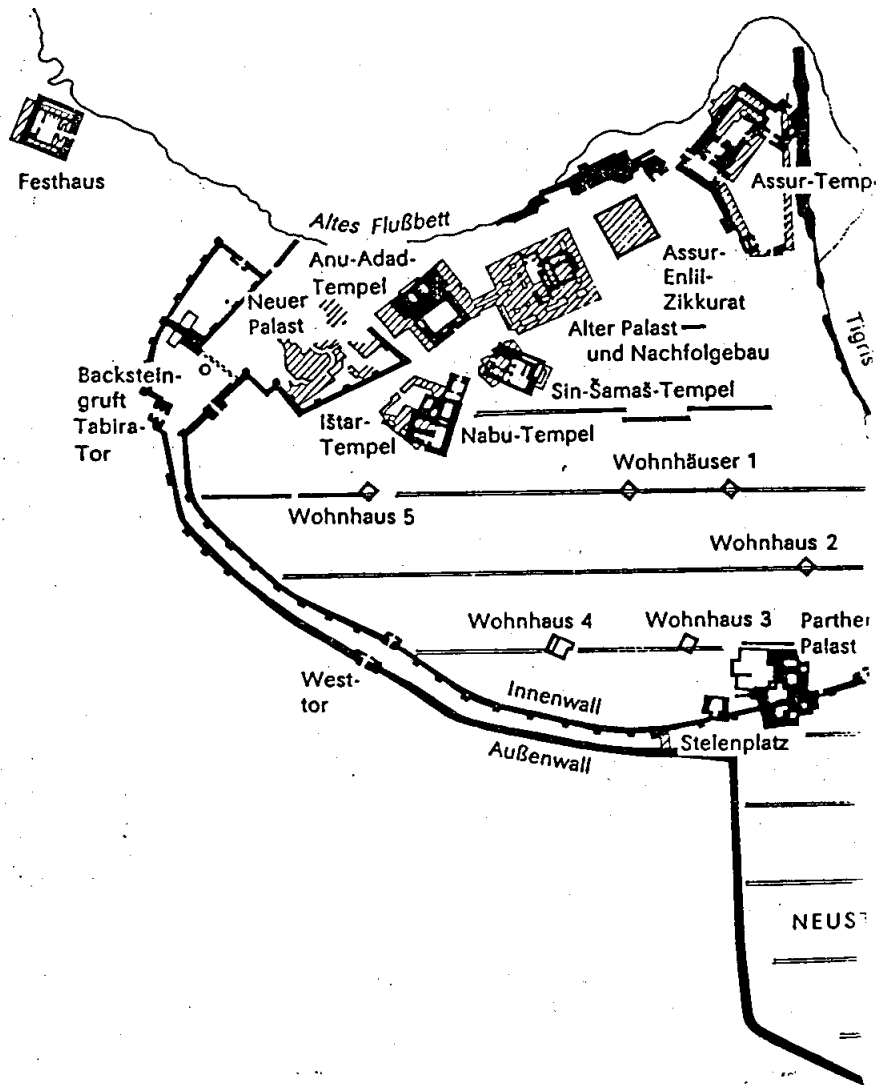 Festhaus
Assur-Temp
Altes Flußbett
Anu-Adad-
Tempel
Neuer
Palast
Assur-
Enlil-
Zikkurat
Tigris
Alter Palast
und Nachfolgebau
Backstein-
gruft
Tabira-
Tor
Sin-Šamaš-Tempel
Ištar-
Tempel
Nabu-Tempel
Wohnhäuser 1
Wohnhaus 5
Wohnhaus 2
Wohnhaus 4
Wohnhaus 3
Parther
Palast
West-
tor
Innenwall
Außenwall
Stelenplatz
NEUST